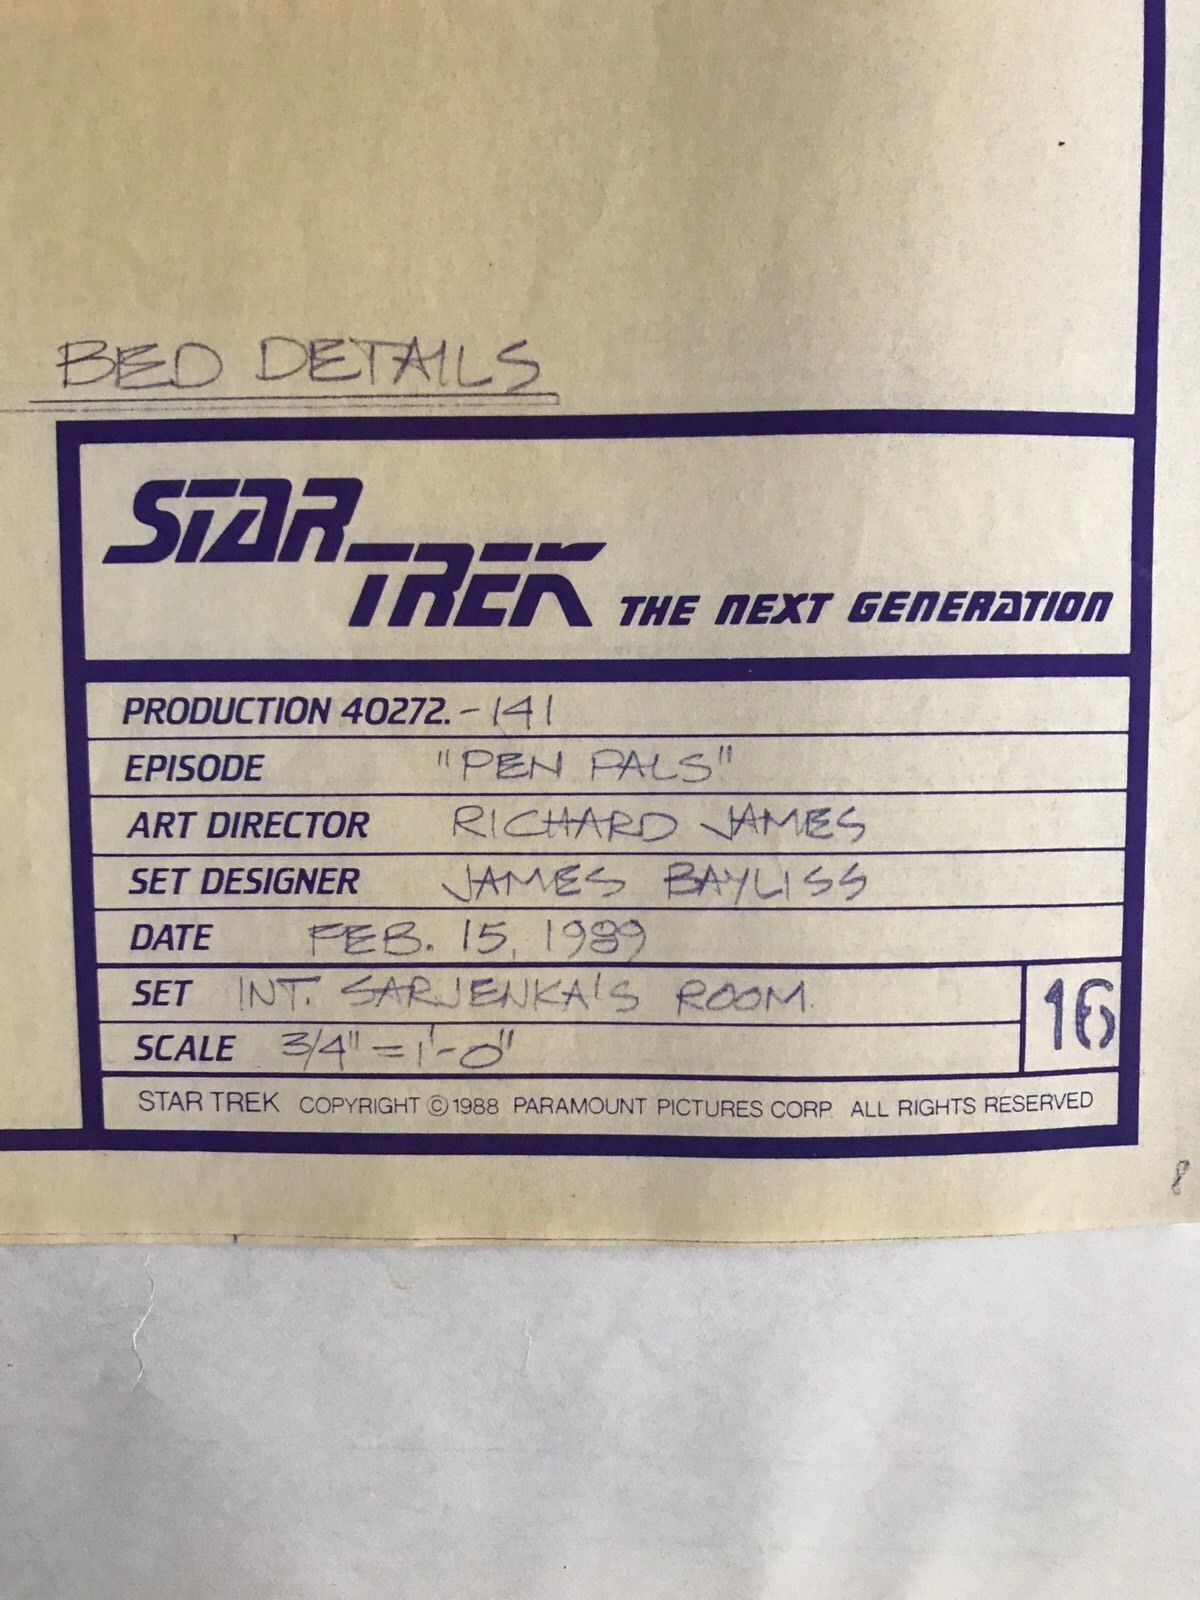 BED DETAILS
STAR
TREK THE NEXT GENERATION
PRODUCTION 40272.-141
EPISODE "PEN PALS"
ART DIRECTOR RICHARD JAMES
SET DESIGNER JAMES BAYLISS
DATE FEB. 15, 1989
SET INT. SARJENKA'S ROOM.
16
SCALE 3/4" = 1'-0"
STAR TREK COPYRIGHT © 1988 PARAMOUNT PICTURES CORP. ALL RIGHTS RESERVED
8